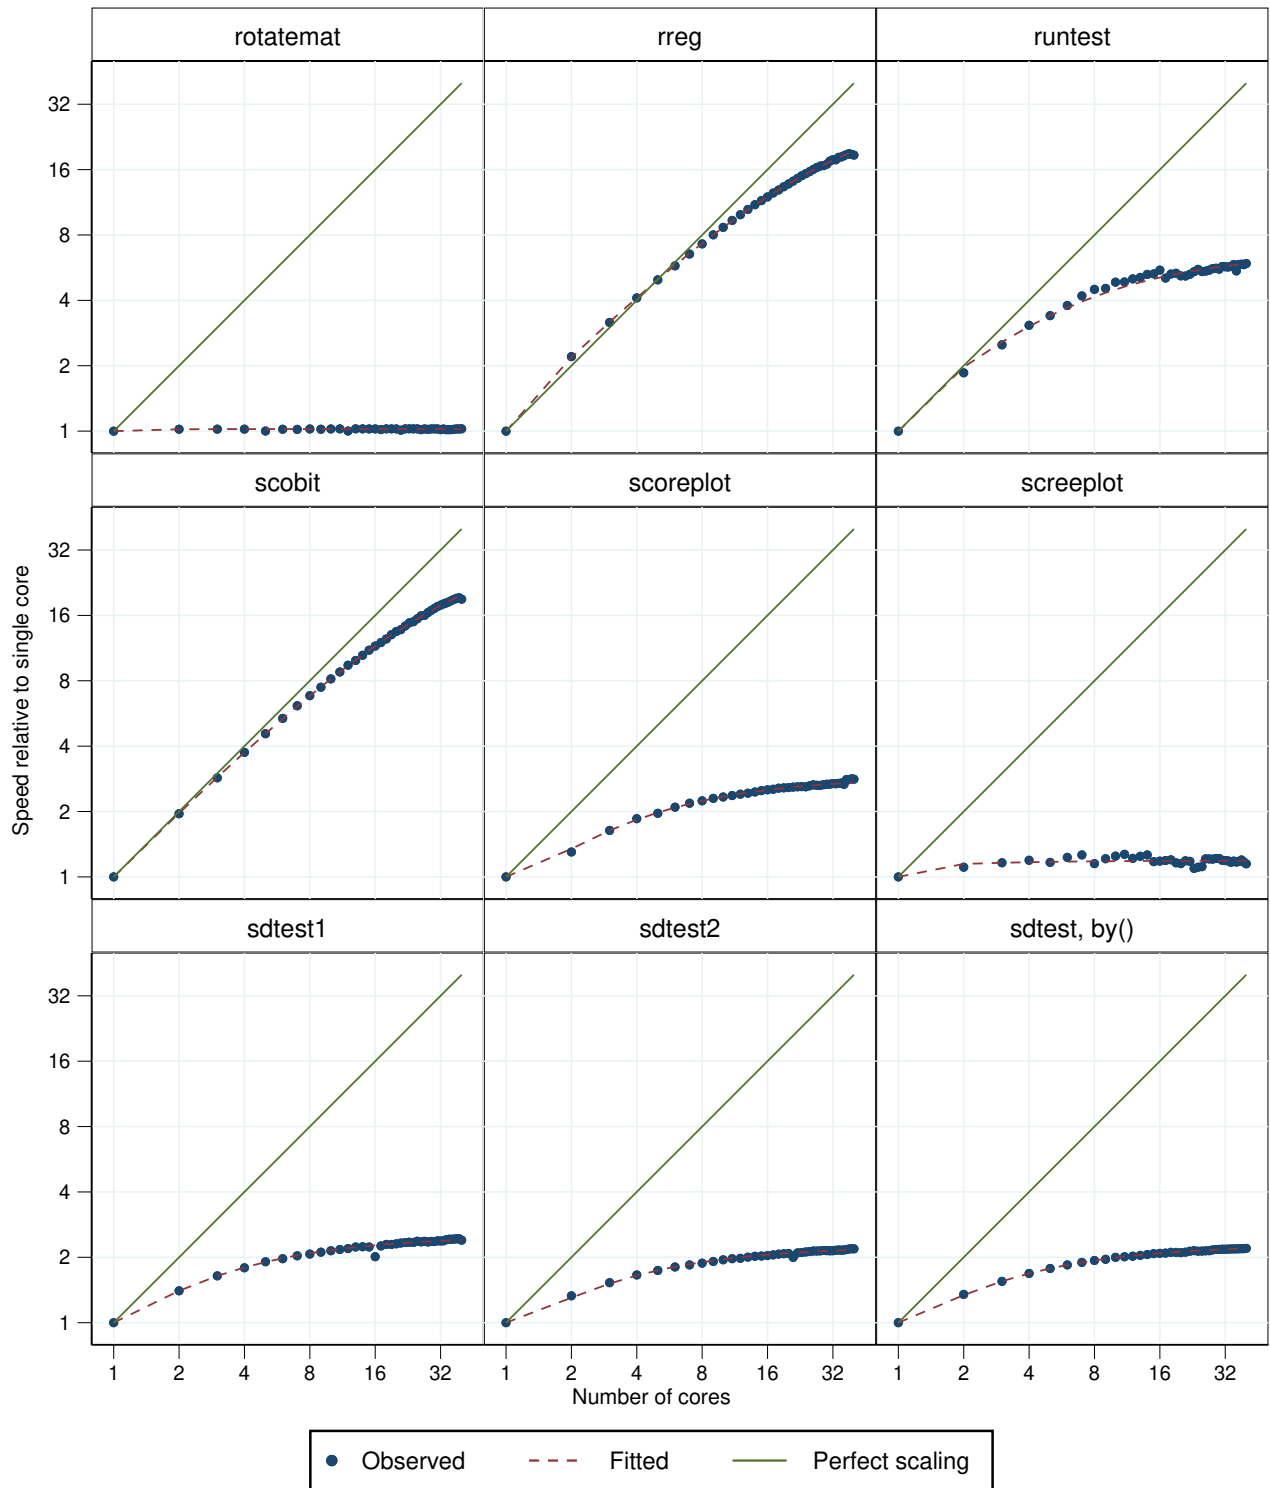 rotatemat rreg runtest
32
16
8
4
2
1
scobit scoreplot screeplot
32
16
8
4
2
1
Speed relative to single core
sdtest1 sdtest2 sdtest, by()
32
16
8
4
2
1
1 2 4 8 16 32 1 2 4 8 16 32 1 2 4 8 16 32
Number of cores
Observed Fitted Perfect scaling